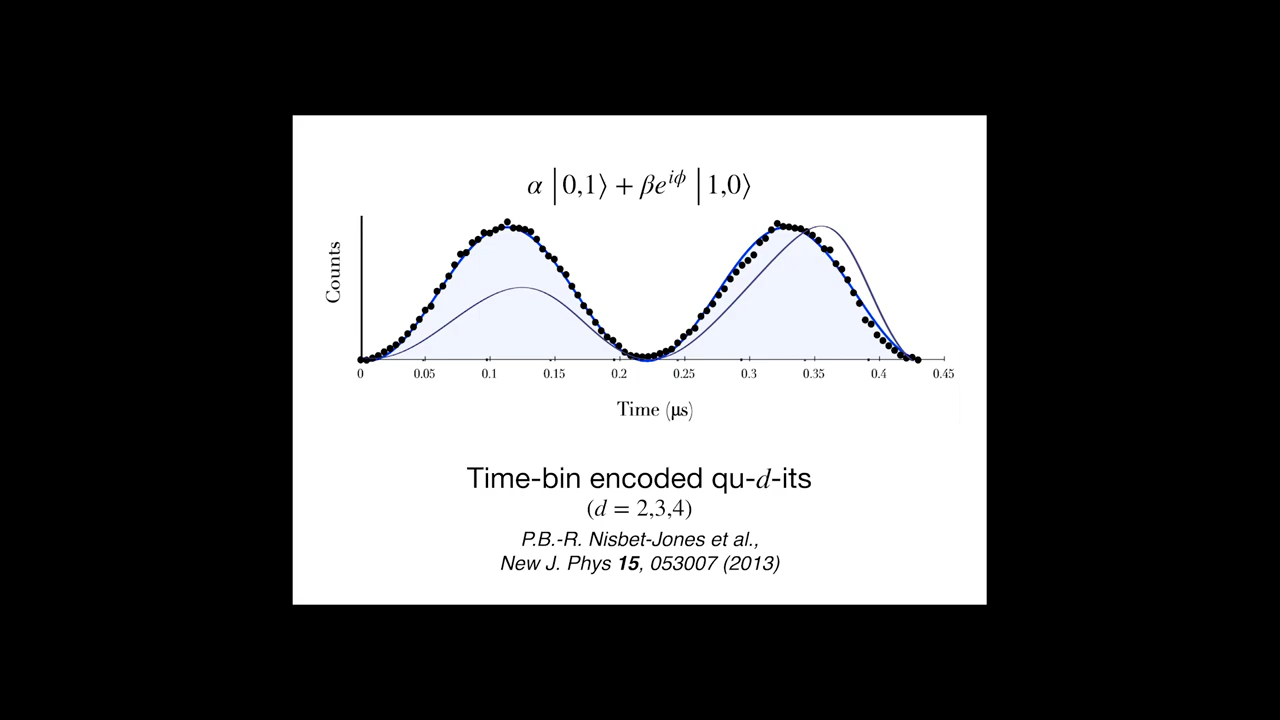 α |0,1⟩ + βe^{iϕ} |1,0⟩
Counts
0 0.05 0.1 0.15 0.2 0.25 0.3 0.35 0.4 0.45
Time (µs)
Time-bin encoded qu-d-its
(d = 2,3,4)
P.B.-R. Nisbet-Jones et al.,
New J. Phys 15, 053007 (2013)